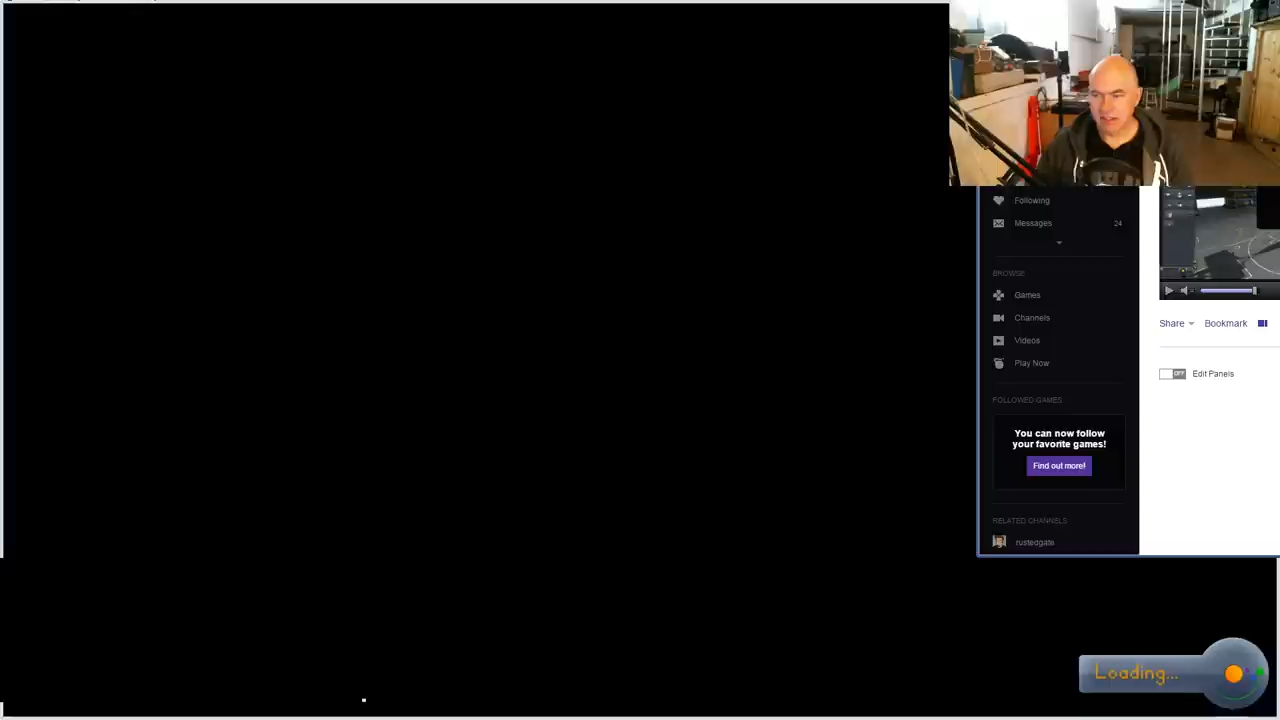 Following
Messages 24
BROWSE
Games
Channels
Videos
Play Now
FOLLOWED GAMES
You can now follow
your favorite games!
Find out more!
RELATED CHANNELS
rustedgate
Share Bookmark
OFF Edit Panels
Loading...